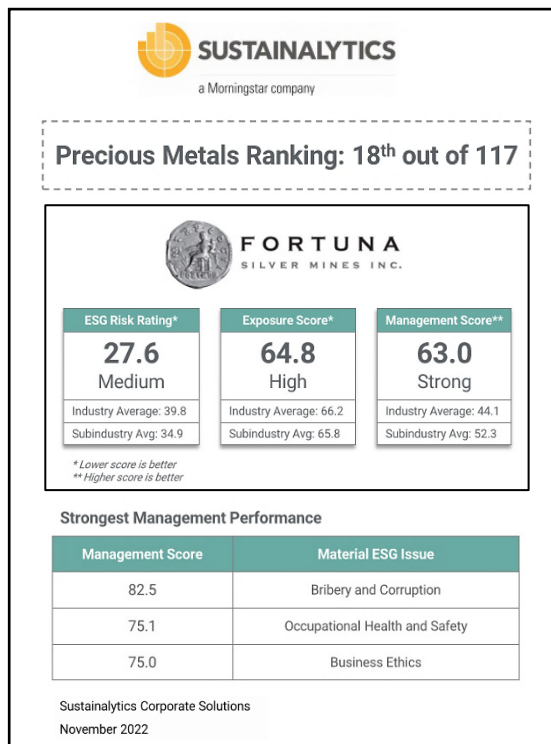 SUSTAINALYTICS
a Morningstar company
Precious Metals Ranking: 18th out of 117
FORTUNA
SILVER MINES INC.
ESG Risk Rating*
27.6
Medium
Industry Average: 39.8
Subindustry Avg: 34.9
Exposure Score*
64.8
High
Industry Average: 66.2
Subindustry Avg: 65.8
Management Score**
63.0
Strong
Industry Average: 44.1
Subindustry Avg: 52.3
* Lower score is better
** Higher score is better
Strongest Management Performance
Management Score Material ESG Issue
82.5 Bribery and Corruption
75.1 Occupational Health and Safety
75.0 Business Ethics
Sustainalytics Corporate Solutions
November 2022